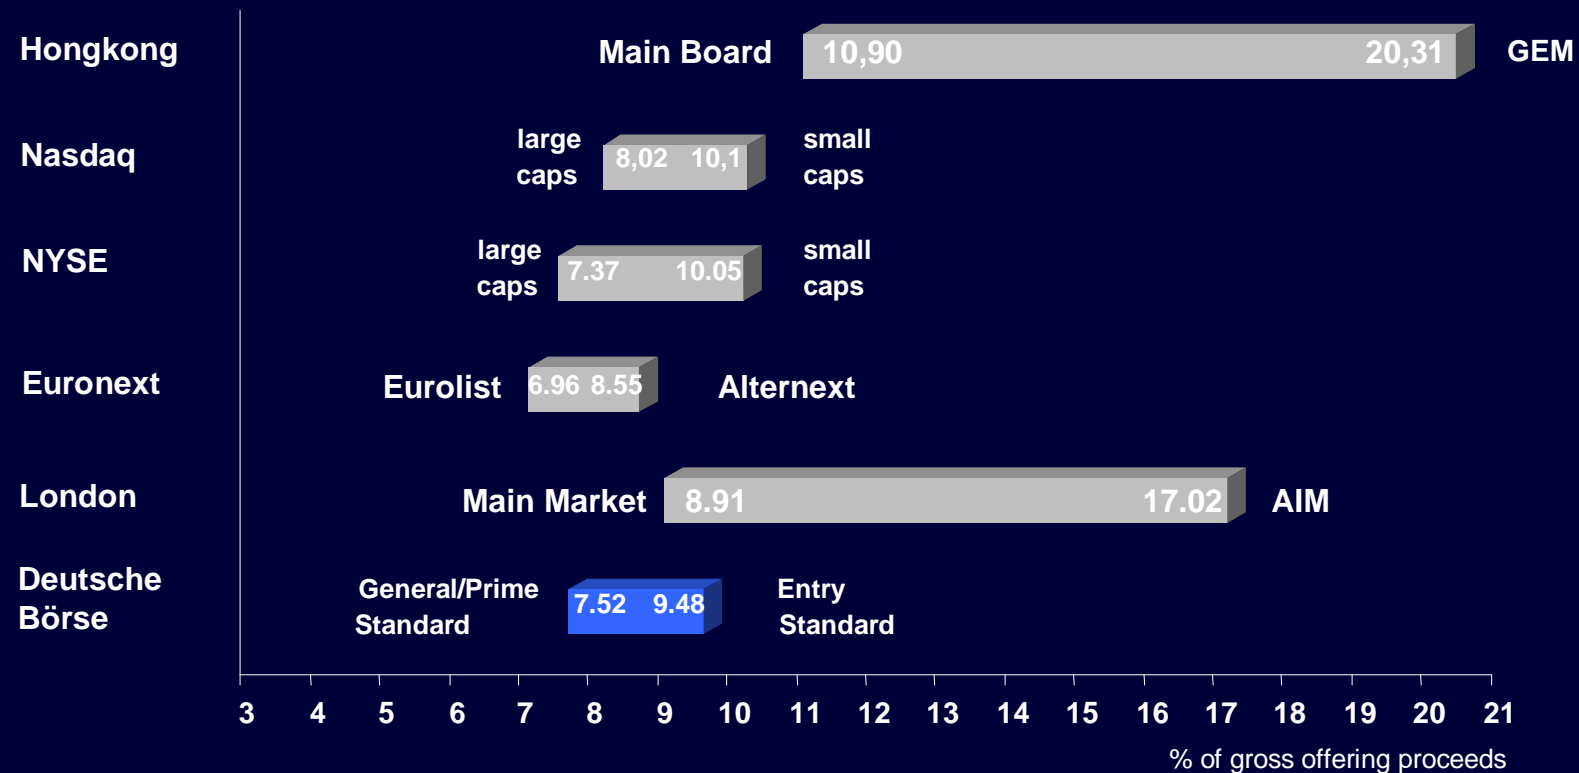 Hongkong
Main Board
10,90
20,31
GEM
Nasdaq
large
caps
8,02
10,1
small
caps
NYSE
large
caps
7.37
10.05
small
caps
Euronext
Eurolist
6.96
8.55
Alternext
London
Main Market
8.91
17.02
AIM
Deutsche
Börse
General/Prime
Standard
7.52
9.48
Entry
Standard
3 4 5 6 7 8 9 10 11 12 13 14 15 16 17 18 19 20 21
% of gross offering proceeds